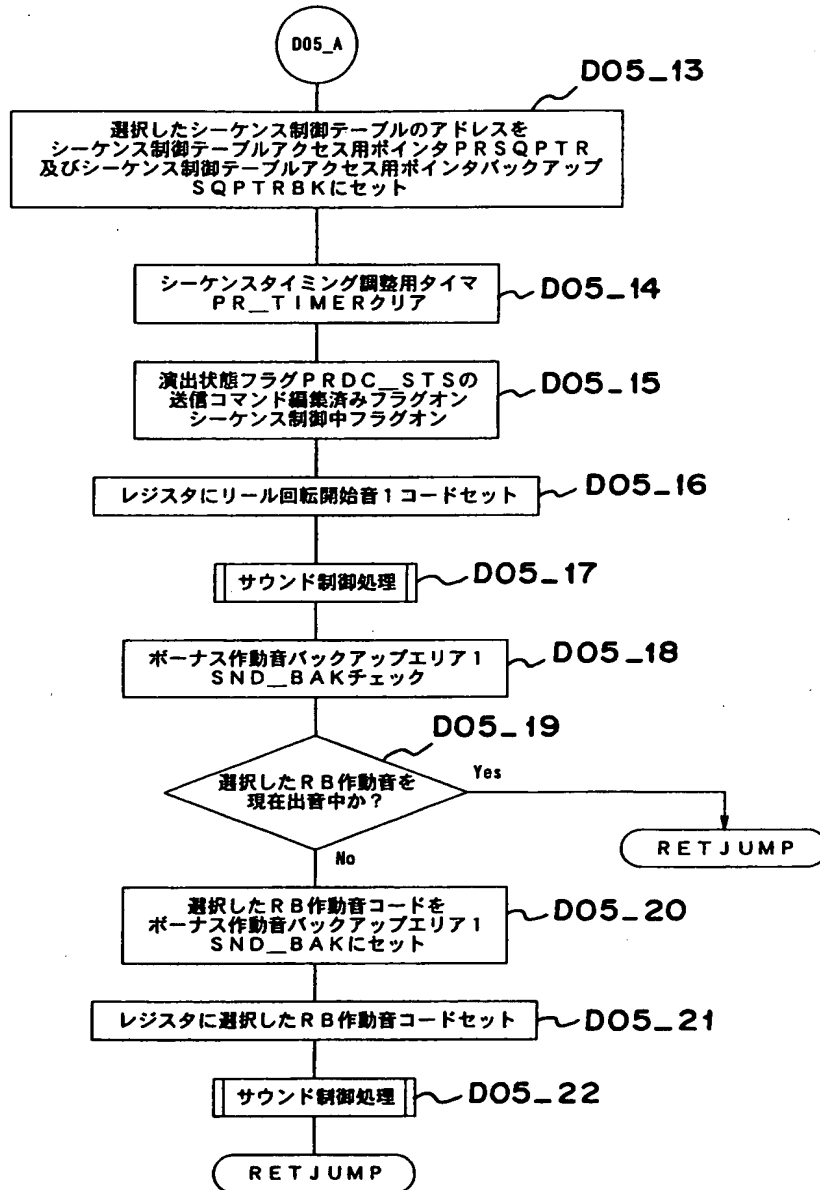 D05_A
D05_13
選択したシーケンス制御テーブルのアドレスを
シーケンス制御テーブルアクセス用ポインタPRSQPTR
及びシーケンス制御テーブルアクセス用ポインタバックアップ
SQPTRBKにセット
シーケンスタイミング調整用タイマ
PR__TIMERクリア
D05_14
演出状態フラグPRDC__STSの
送信コマンド編集済みフラグオン
シーケンス制御中フラグオン
D05_15
レジスタにリール回転開始音1コードセット
D05_16
サウンド制御処理
D05_17
ボーナス作動音バックアップエリア1
SND__BAKチェック
D05_18
D05_19
選択したRB作動音を
現在出音中か?
Yes
RETJUMP
No
選択したRB作動音コードを
ボーナス作動音バックアップエリア1
SND__BAKにセット
D05_20
レジスタに選択したRB作動音コードセット
D05_21
サウンド制御処理
D05_22
RETJUMP